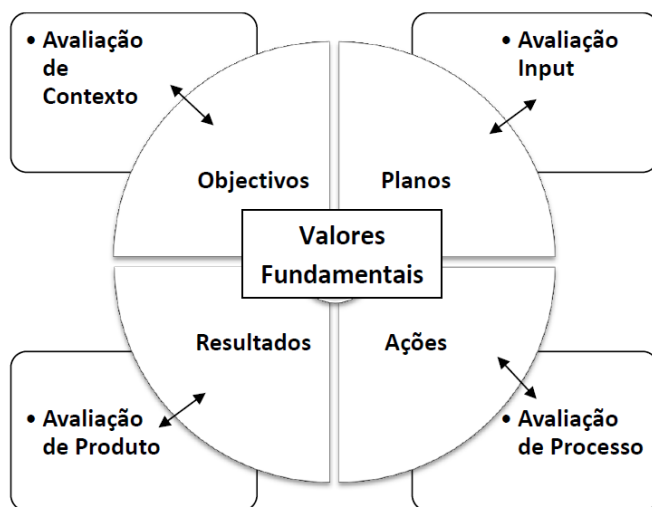 • Avaliação
de
Contexto
• Avaliação
Input
Objectivos
Planos
Valores
Fundamentais
Resultados
Ações
• Avaliação
de Produto
• Avaliação
de Processo